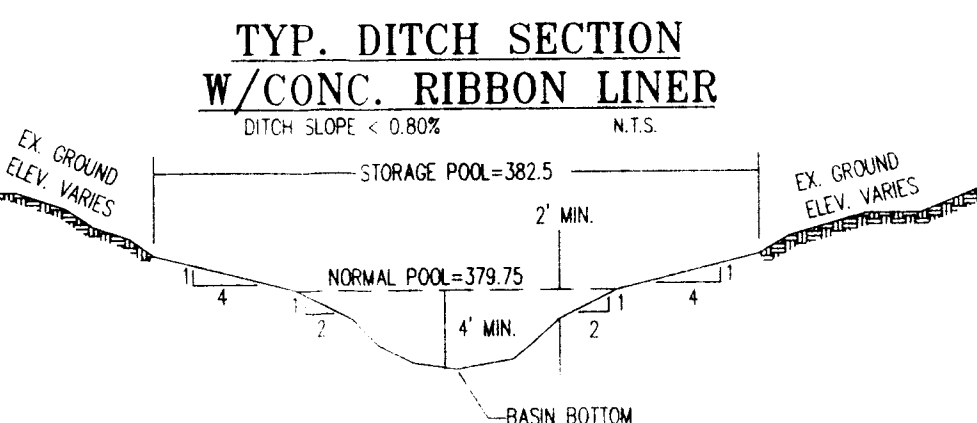 TYP. DITCH SECTION
W/CONC. RIBBON LINER
DITCH SLOPE < 0.80%
N.T.S.
EX. GROUND
ELEV. VARIES
STORAGE POOL=382.5
EX. GROUND
ELEV. VARIES
2' MIN.
NORMAL POOL=379.75
1
4
1
2
4' MIN.
1
2
1
4
BASIN BOTTOM